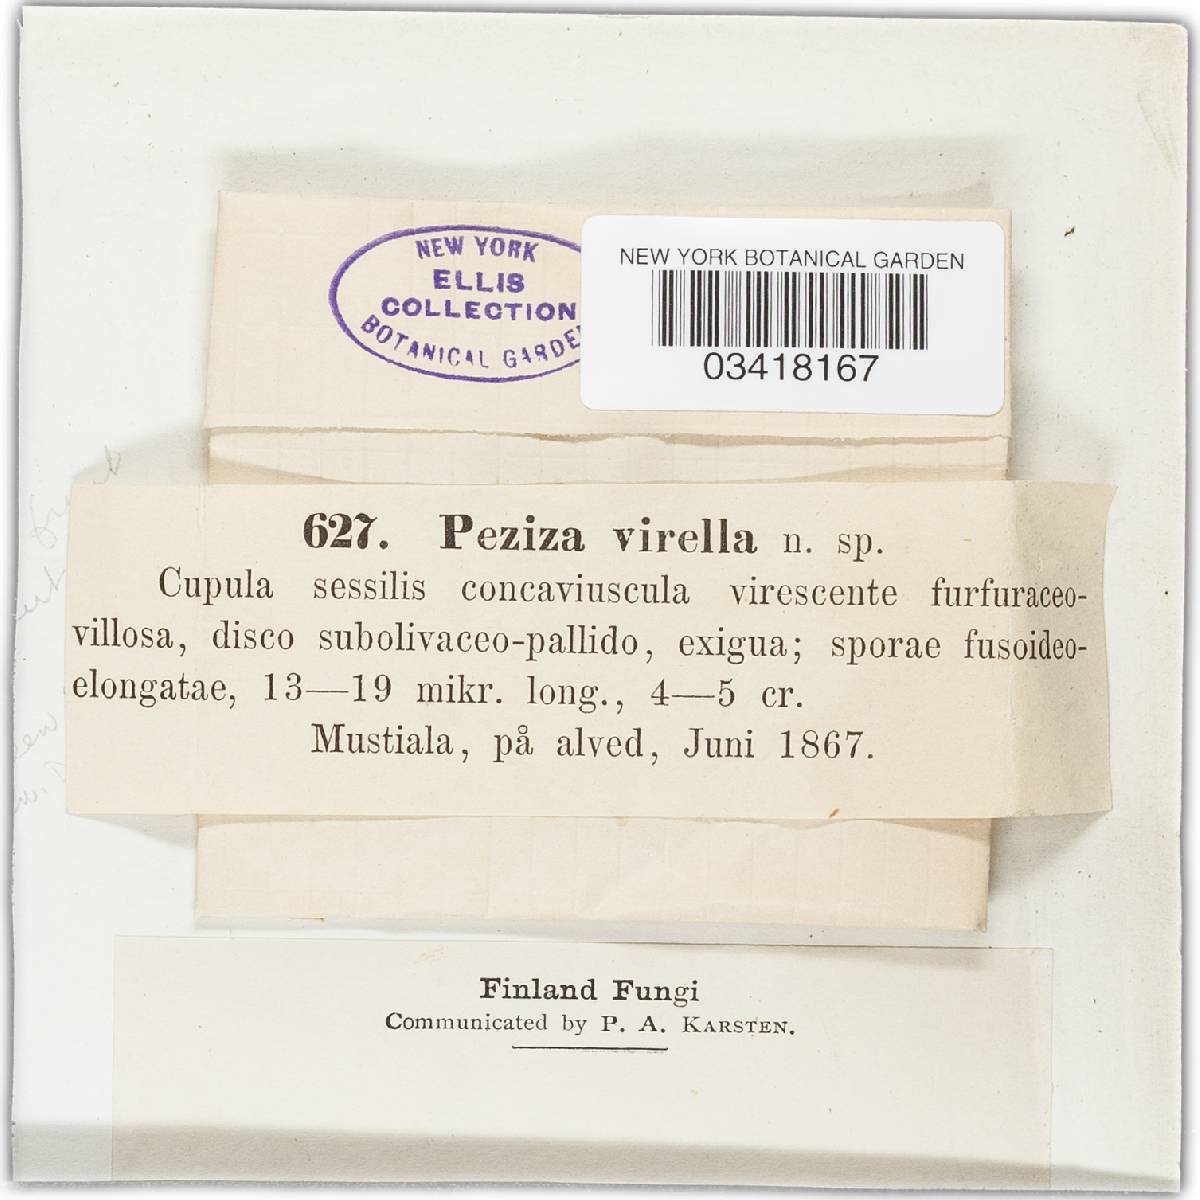 NEW YORK
ELLIS
COLLECTION
BOTANICAL GARDE
NEW YORK BOTANICAL GARDEN
03418167
627. Peziza virella n. sp.
Cupula sessilis concaviuscula virescente furfuraceo-
villosa, disco subolivaceo-pallido, exigua; sporae fusoideo-
elongatae, 13—19 mikr. long., 4—5 cr.
Mustiala, på alved, Juni 1867.
Finland Fungi
Communicated by P. A. KARSTEN.